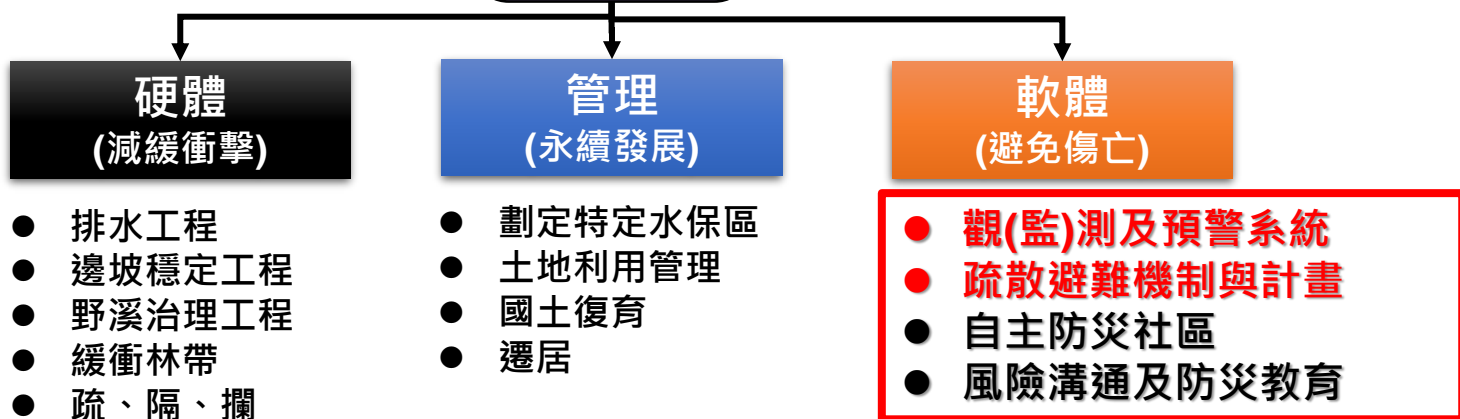 硬體
(減緩衝擊)
● 排水工程
● 邊坡穩定工程
● 野溪治理工程
● 緩衝林帶
● 疏、隔、攔
管理
(永續發展)
● 劃定特定水保區
● 土地利用管理
● 國土復育
● 遷居
軟體
(避免傷亡)
● 觀(監)測及預警系統
● 疏散避難機制與計畫
● 自主防災社區
● 風險溝通及防災教育